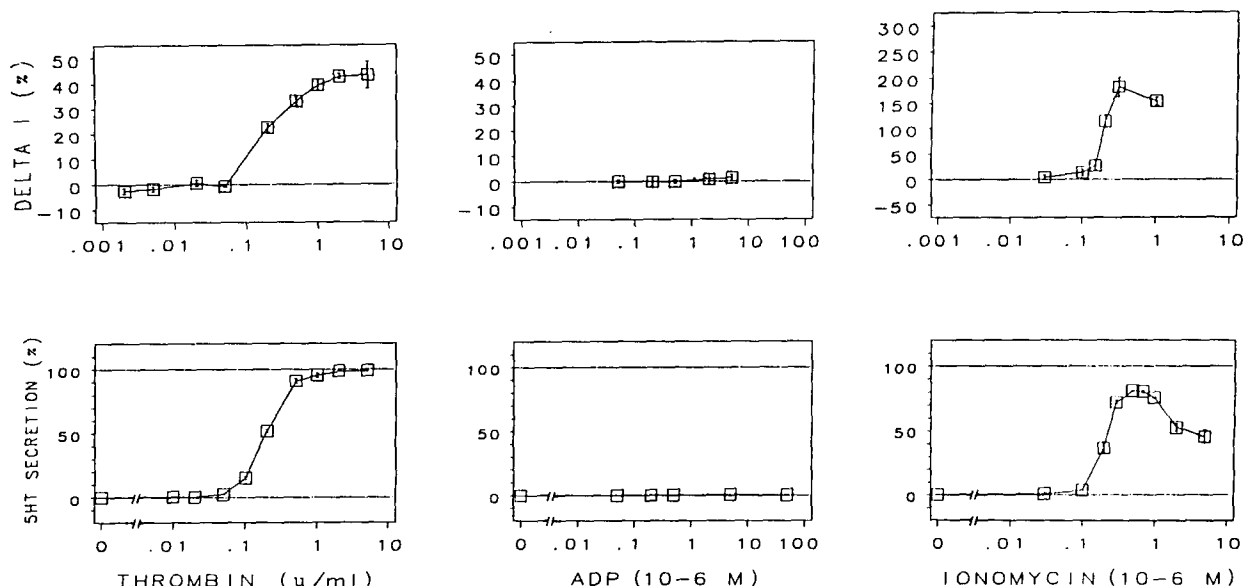 DELTA I (%)
50
40
30
20
10
0
-10
.001 .01 .1 1 10
50
40
30
20
10
0
-10
.001 .01 .1 1 10 100
300
250
200
150
100
50
0
-50
.001 .01 .1 1 10
5HT SECRETION (%)
100
50
0
0 .01 .1 1 10
THROMBIN (u/ml)
100
50
0
0 .01 .1 1 10 100
ADP (10-6 M)
100
50
0
0 .01 .1 1 10
IONOMYCIN (10-6 M)